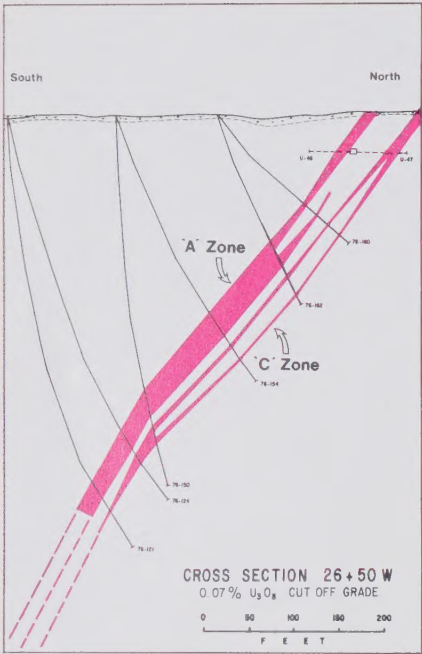 South North
U-46
U-47
76-160
"A" Zone
76-162
"C" Zone
76-154
76-150
76-124
76-121
CROSS SECTION 26+50 W
0.07% U₃O₈ CUT OFF GRADE
0 50 100 150 200
FEET